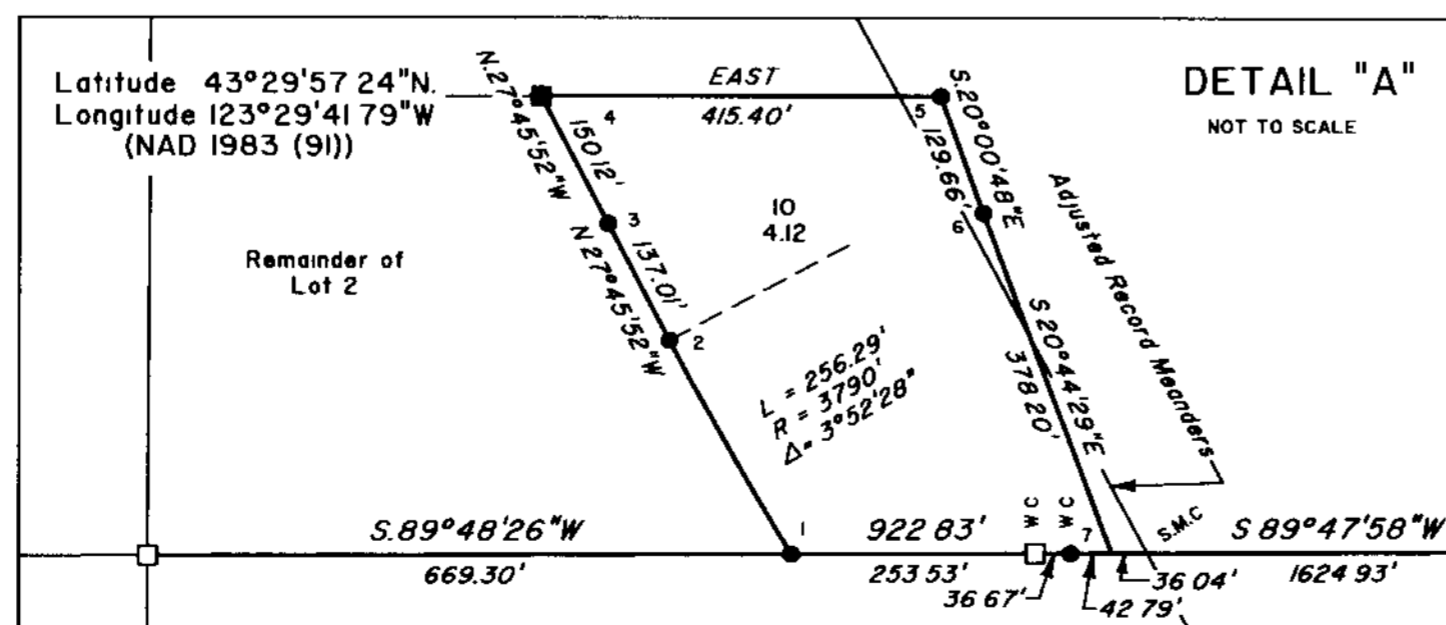 Latitude 43°29'57 24"N.
Longitude 123°29'41 79"W
(NAD 1983 (91))
N. 27°45'52"W
150 12'
4
EAST
415.40'
5
S. 20°00'48"E
129.66'
DETAIL "A"
NOT TO SCALE
Remainder of
Lot 2
3
N 27°45'52"W
137.01'
2
10
4.12
6
Adjusted Record Meanders
S 20°44'29"E
378 20'
L = 256.29'
R = 3790'
Δ = 3°52'28"
S. 89°48'26"W
669.30'
1
922 83'
253 53'
W C
W C
7
S.M.C
S 89°47'58"W
36 67'
42 79'
36 04'
1624 93'